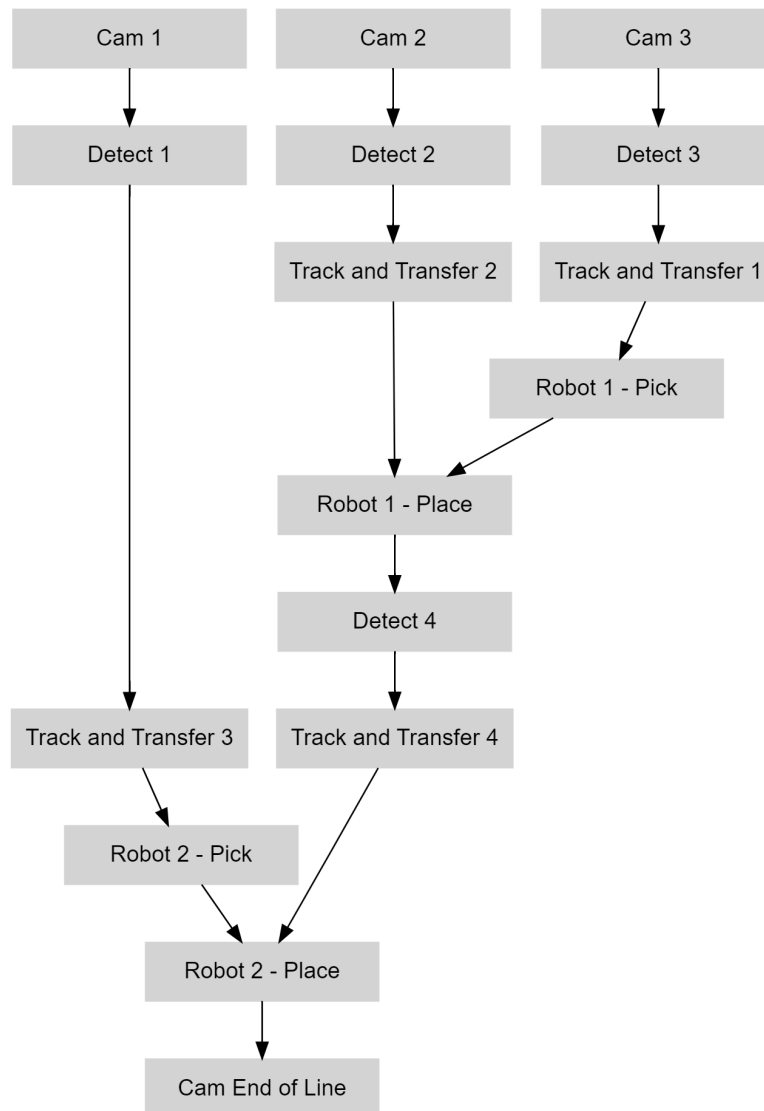 Cam 1
Cam 2
Cam 3
Detect 1
Detect 2
Detect 3
Track and Transfer 2
Track and Transfer 1
Robot 1 - Pick
Robot 1 - Place
Detect 4
Track and Transfer 3
Track and Transfer 4
Robot 2 - Pick
Robot 2 - Place
Cam End of Line